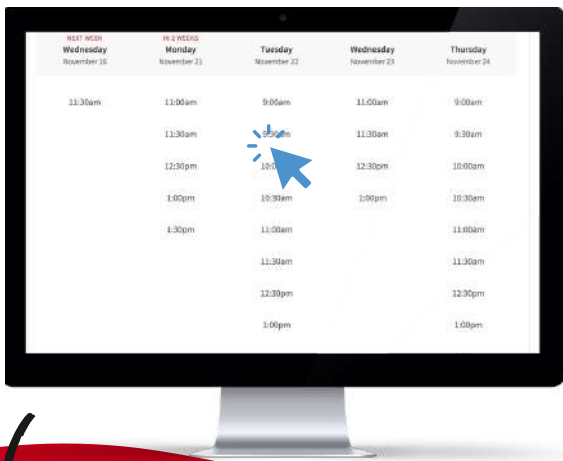 NEXT WEEK IN 2 WEEKS
Wednesday Monday Tuesday Wednesday Thursday
November 16 November 21 November 22 November 23 November 24
11:30am 11:00am 9:00am 11:00am 9:00am
11:30am 9:30am 11:30am 9:30am
12:30pm 12:30pm 10:00am
1:00pm 10:30am 1:00pm 10:30am
1:30pm 11:00am 11:00am
11:30am 11:30am
12:30pm 12:30pm
1:00pm 1:00pm